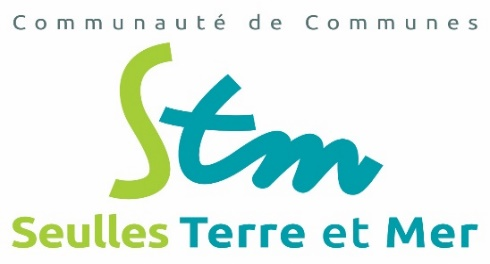 Communauté de Communes
Stm
Seulles Terre et Mer